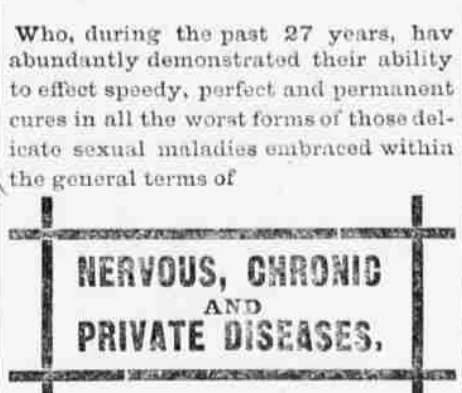 Who, during the past 27 years, hav
abundantly demonstrated their ability
to effect speedy, perfect and permanent
cures in all the worst forms of those del-
icate sexual maladies embraced within
the general terms of
NERVOUS, CHRONIC
AND
PRIVATE DISEASES.